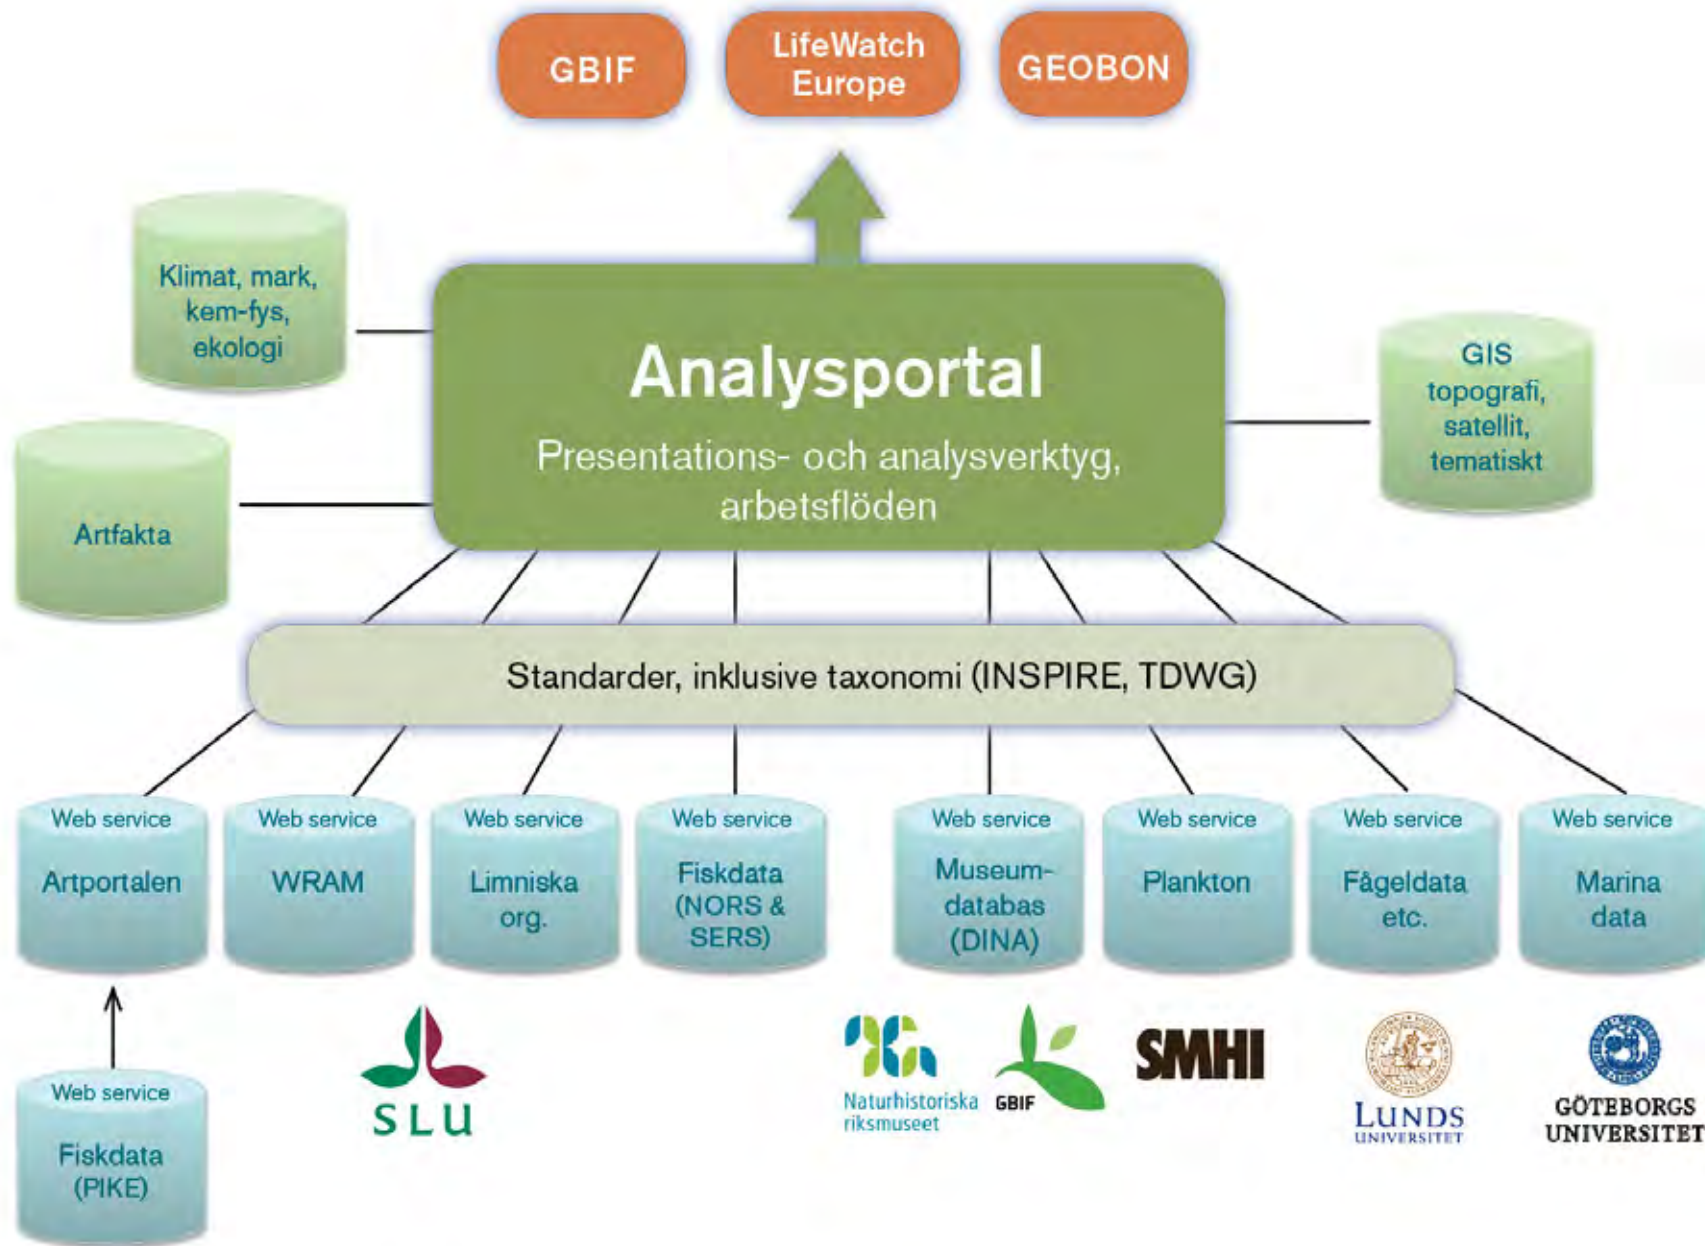 GBIF
LifeWatch
Europe
GEOBON
Klimat, mark,
kem-fys,
ekologi
Analysportal
Presentations- och analysverktyg,
arbetsflöden
GIS
topografi,
satellit,
tematiskt
Artfakta
Standarder, inklusive taxonomi (INSPIRE, TDWG)
Web service
Artportalen
Web service
WRAM
Web service
Limniska
org.
Web service
Fiskdata
(NORS &
SERS)
Web service
Museum-
databas
(DINA)
Web service
Plankton
Web service
Fågeldata
etc.
Web service
Marina
data
Web service
Fiskdata
(PIKE)
SLU
Naturhistoriska
riksmuseet
GBIF
SMHI
LUNDS
UNIVERSITET
GÖTEBORGS
UNIVERSITET